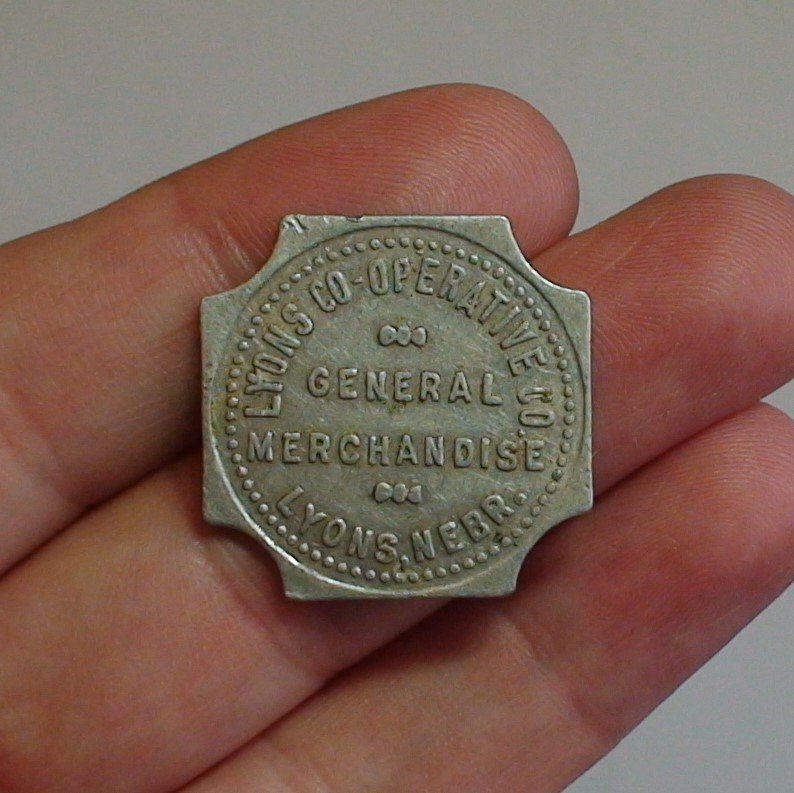 LYONS CO-OPERATIVE CO.
GENERAL
MERCHANDISE
LYONS, NEBR.